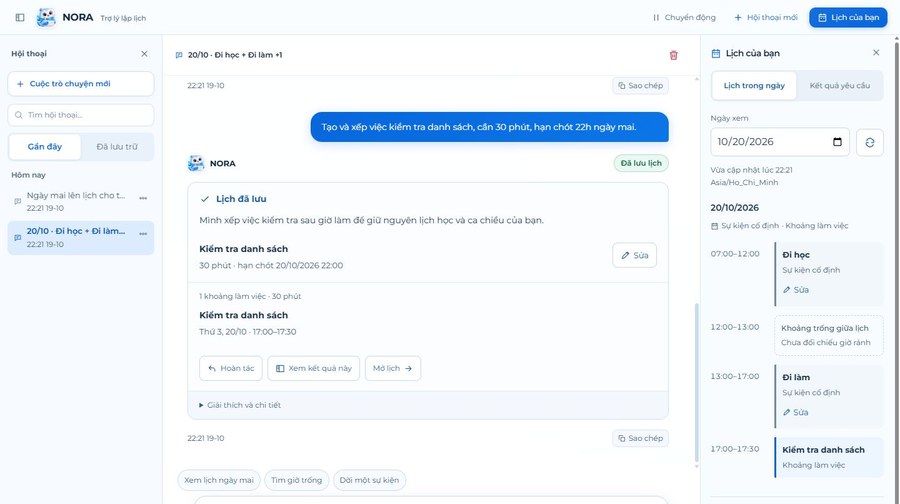 NORA Trợ lý lập lịch
Chuyển động
Hội thoại mới
Lịch của bạn
Hội thoại
Cuộc trò chuyện mới
Tìm hội thoại...
Gần đây
Đã lưu trữ
Hôm nay
Ngày mai lên lịch cho t...
22:21 19-10
20/10 · Đi học + Đi làm...
22:21 19-10
20/10 · Đi học + Đi làm +1
22:21 19-10
Sao chép
Tạo và xếp việc kiểm tra danh sách, cần 30 phút, hạn chót 22h ngày mai.
NORA
Đã lưu lịch
Lịch đã lưu
Mình xếp việc kiểm tra sau giờ làm để giữ nguyên lịch học và ca chiều của bạn.
Kiểm tra danh sách
30 phút · hạn chót 20/10/2026 22:00
Sửa
1 khoảng làm việc · 30 phút
Kiểm tra danh sách
Thứ 3, 20/10 · 17:00–17:30
Hoàn tác
Xem kết quả này
Mở lịch
Giải thích và chi tiết
22:21 19-10
Sao chép
Xem lịch ngày mai
Tìm giờ trống
Dời một sự kiện
Lịch của bạn
Lịch trong ngày
Kết quả yêu cầu
Ngày xem
10/20/2026
Vừa cập nhật lúc 22:21
Asia/Ho_Chi_Minh
20/10/2026
Sự kiện cố định · Khoảng làm việc
07:00–12:00
Đi học
Sự kiện cố định
Sửa
12:00–13:00
Khoảng trống giữa lịch
Chưa đối chiếu giờ rảnh
13:00–17:00
Đi làm
Sự kiện cố định
Sửa
17:00–17:30
Kiểm tra danh sách
Khoảng làm việc